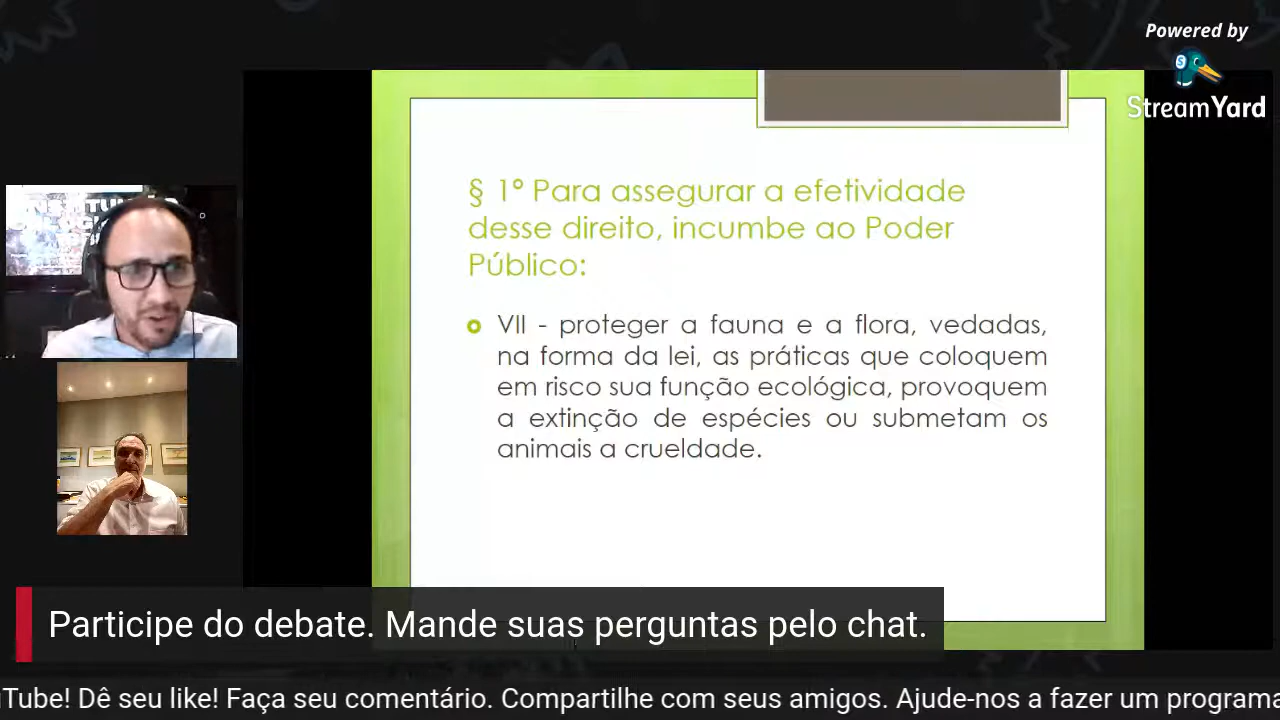 Powered by
StreamYard
§ 1º Para assegurar a efetividade
desse direito, incumbe ao Poder
Público:
VII - proteger a fauna e a flora, vedadas,
na forma da lei, as práticas que coloquem
em risco sua função ecológica, provoquem
a extinção de espécies ou submetam os
animais a crueldade.
Participe do debate. Mande suas perguntas pelo chat.
Tube! Dê seu like! Faça seu comentário. Compartilhe com seus amigos. Ajude-nos a fazer um programa